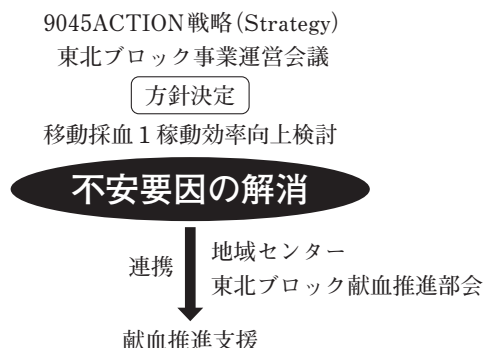 9045ACTION戦略(Strategy)
東北ブロック事業運営会議
方針決定
移動採血１稼動効率向上検討
不安要因の解消
連携
地域センター
東北ブロック献血推進部会
献血推進支援